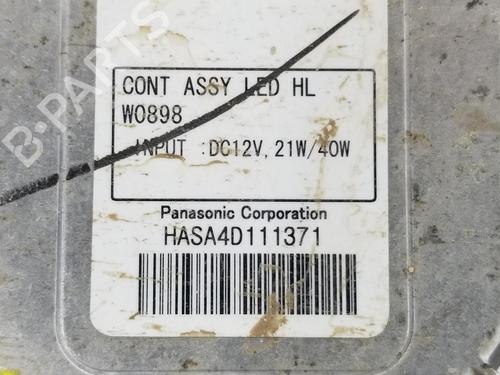 B-PARTS
CONT ASSY LED HL
W0898
INPUT :DC12V, 21W/40W
Panasonic Corporation
HASA4D111371